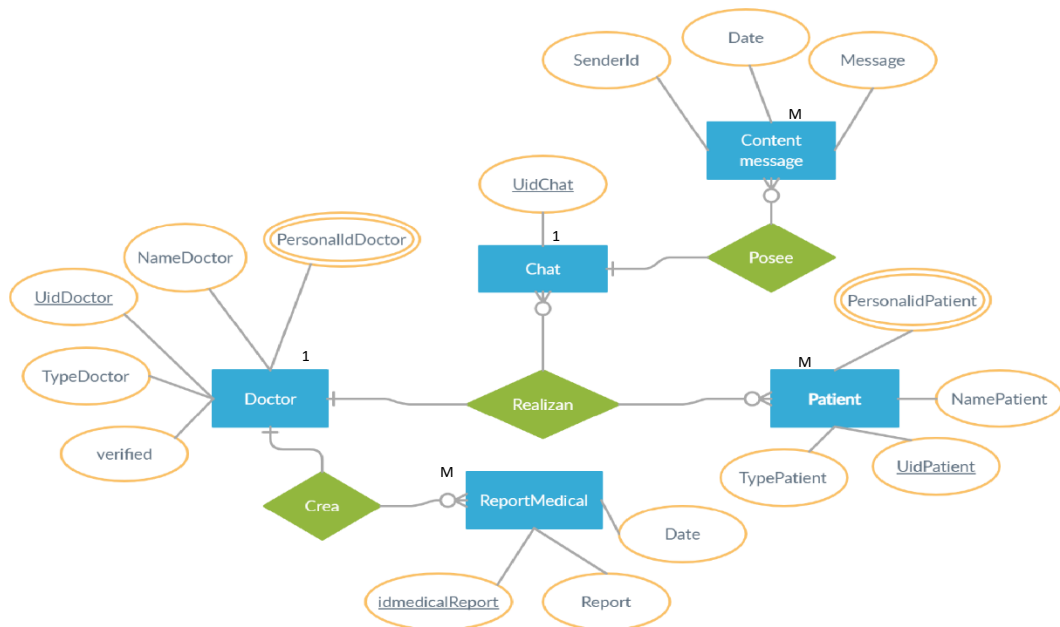 Date
SenderId
Message
M
Content
message
UidChat
1
Chat
Posee
PersonalIdDoctor
NameDoctor
UidDoctor
TypeDoctor
verified
1
Doctor
Realizan
PersonalidPatient
M
Patient
NamePatient
TypePatient
UidPatient
Crea
M
ReportMedical
Date
idmedicalReport
Report